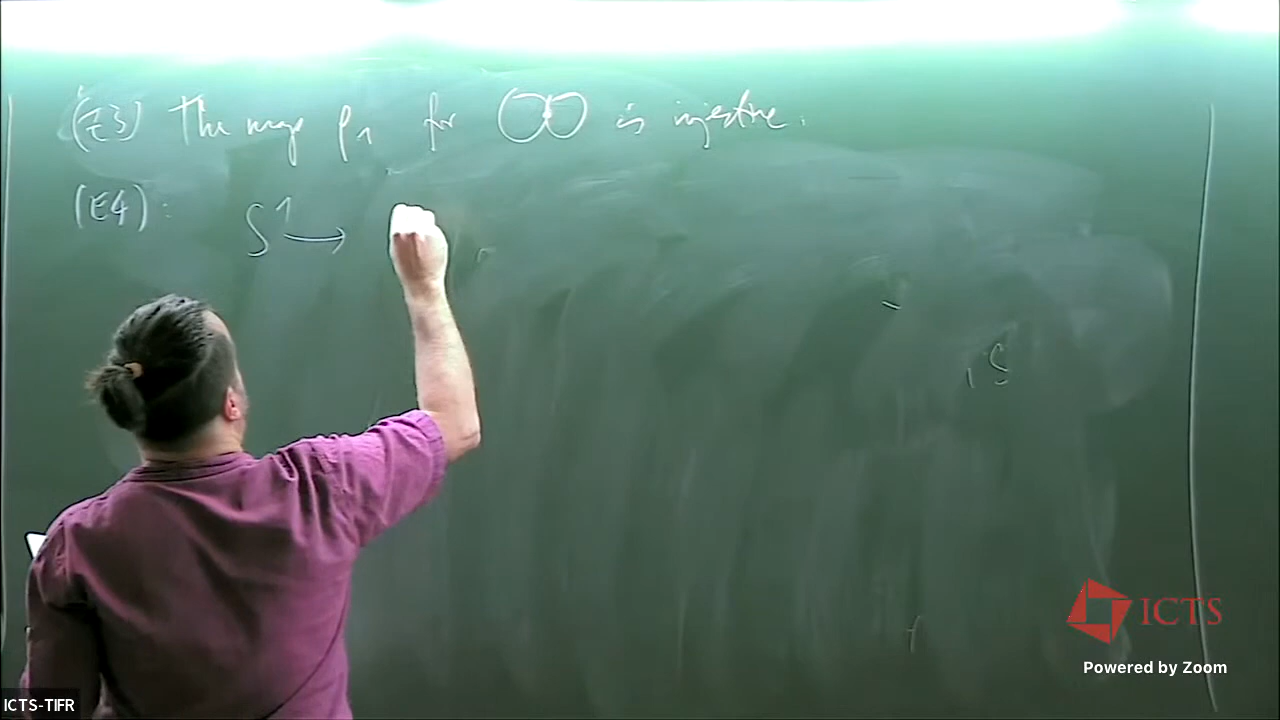 (E3) The map ρ₁ for is injective.
(E4): S¹ →
, S
ICTS
Powered by Zoom
ICTS-TIFR